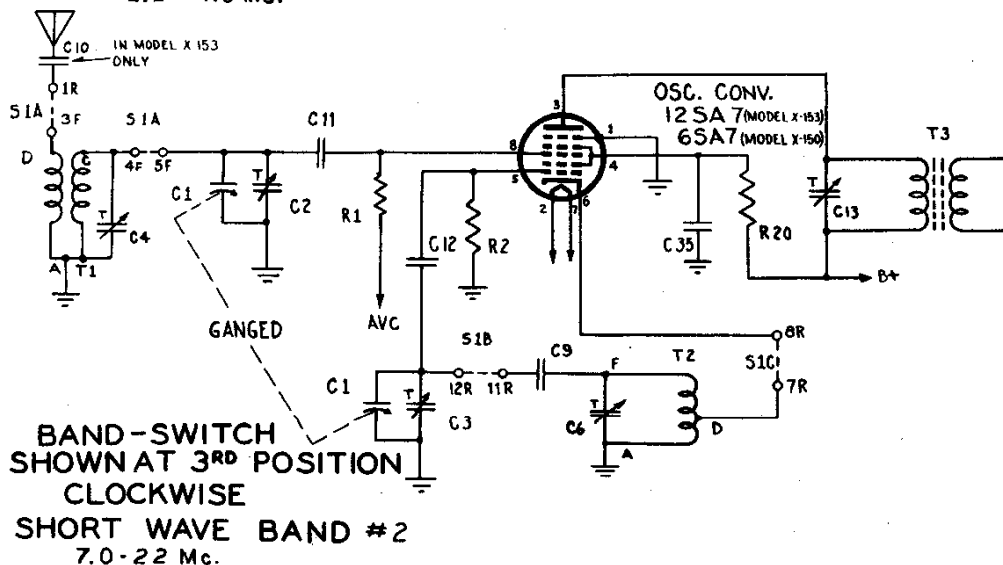 C10
IN MODEL X 153
ONLY
1R
S1A
3F
S1A
D
C
4F
5F
T
C4
A
T1
C1
T
C2
C11
R1
AVC
C12
R2
8
5
3
1
4
2
7
6
OSC. CONV.
12SA7 (MODEL X-153)
6SA7 (MODEL X-150)
C35
R20
T
C13
T3
B+
GANGED
C1
T
C3
S1B
12R
11R
C9
F
T
C6
A
T2
D
8R
S1C
7R
BAND-SWITCH
SHOWN AT 3RD POSITION
CLOCKWISE
SHORT WAVE BAND #2
7.0-22 Mc.